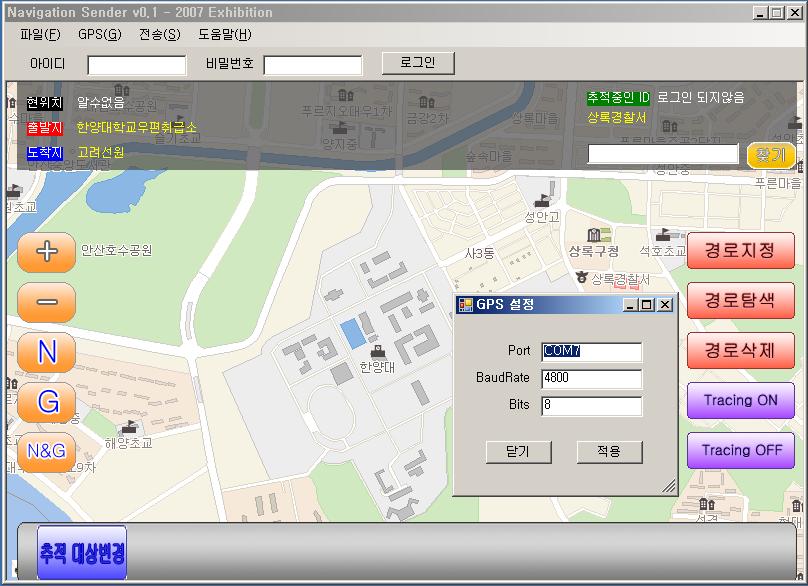 Navigation Sender v0.1 - 2007 Exhibition
파일(F) GPS(G) 전송(S) 도움말(H)
아이디 비밀번호 로그인
현위치 알수없음
출발지 한양대학교우편취급소
도착지 고려선원
추적중인 ID 로그인 되지않음
상록경찰서
찾기
푸르지오대우1차
금강2차
상록마을
양지중
숲속마을
성안중
푸른마을
성안고
안산호수공원
사3동
상록구청
석호초교
상록경찰서
한양대
해양초교
+
-
N
G
N&G
경로지정
경로탐색
경로삭제
Tracing ON
Tracing OFF
GPS 설정
Port COM7
BaudRate 4800
Bits 8
닫기 적용
추적 대상변경